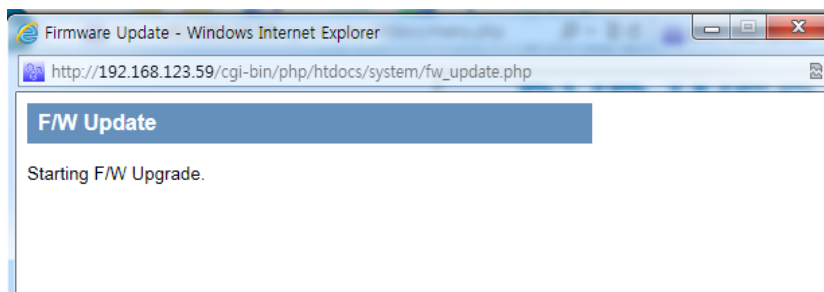 Firmware Update - Windows Internet Explorer
http://192.168.123.59/cgi-bin/php/htdocs/system/fw_update.php
F/W Update
Starting F/W Upgrade.